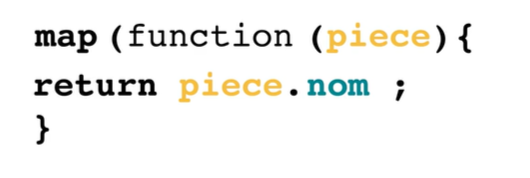 map (function (piece) {
return piece.nom ;
}